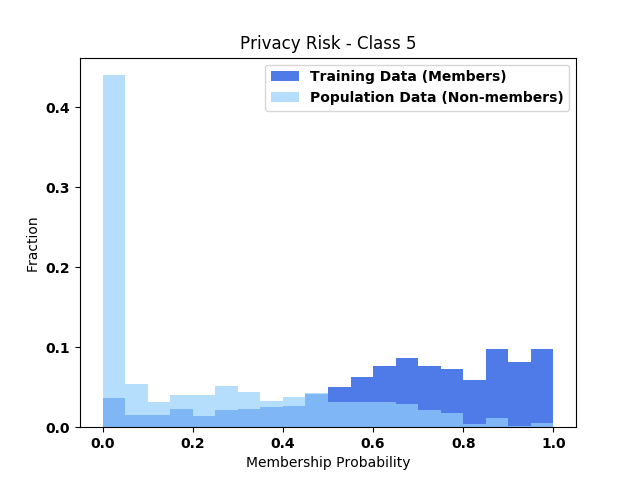 Privacy Risk - Class 5
Training Data (Members)
Population Data (Non-members)
Fraction
0.4
0.3
0.2
0.1
0.0
0.0 0.2 0.4 0.6 0.8 1.0
Membership Probability